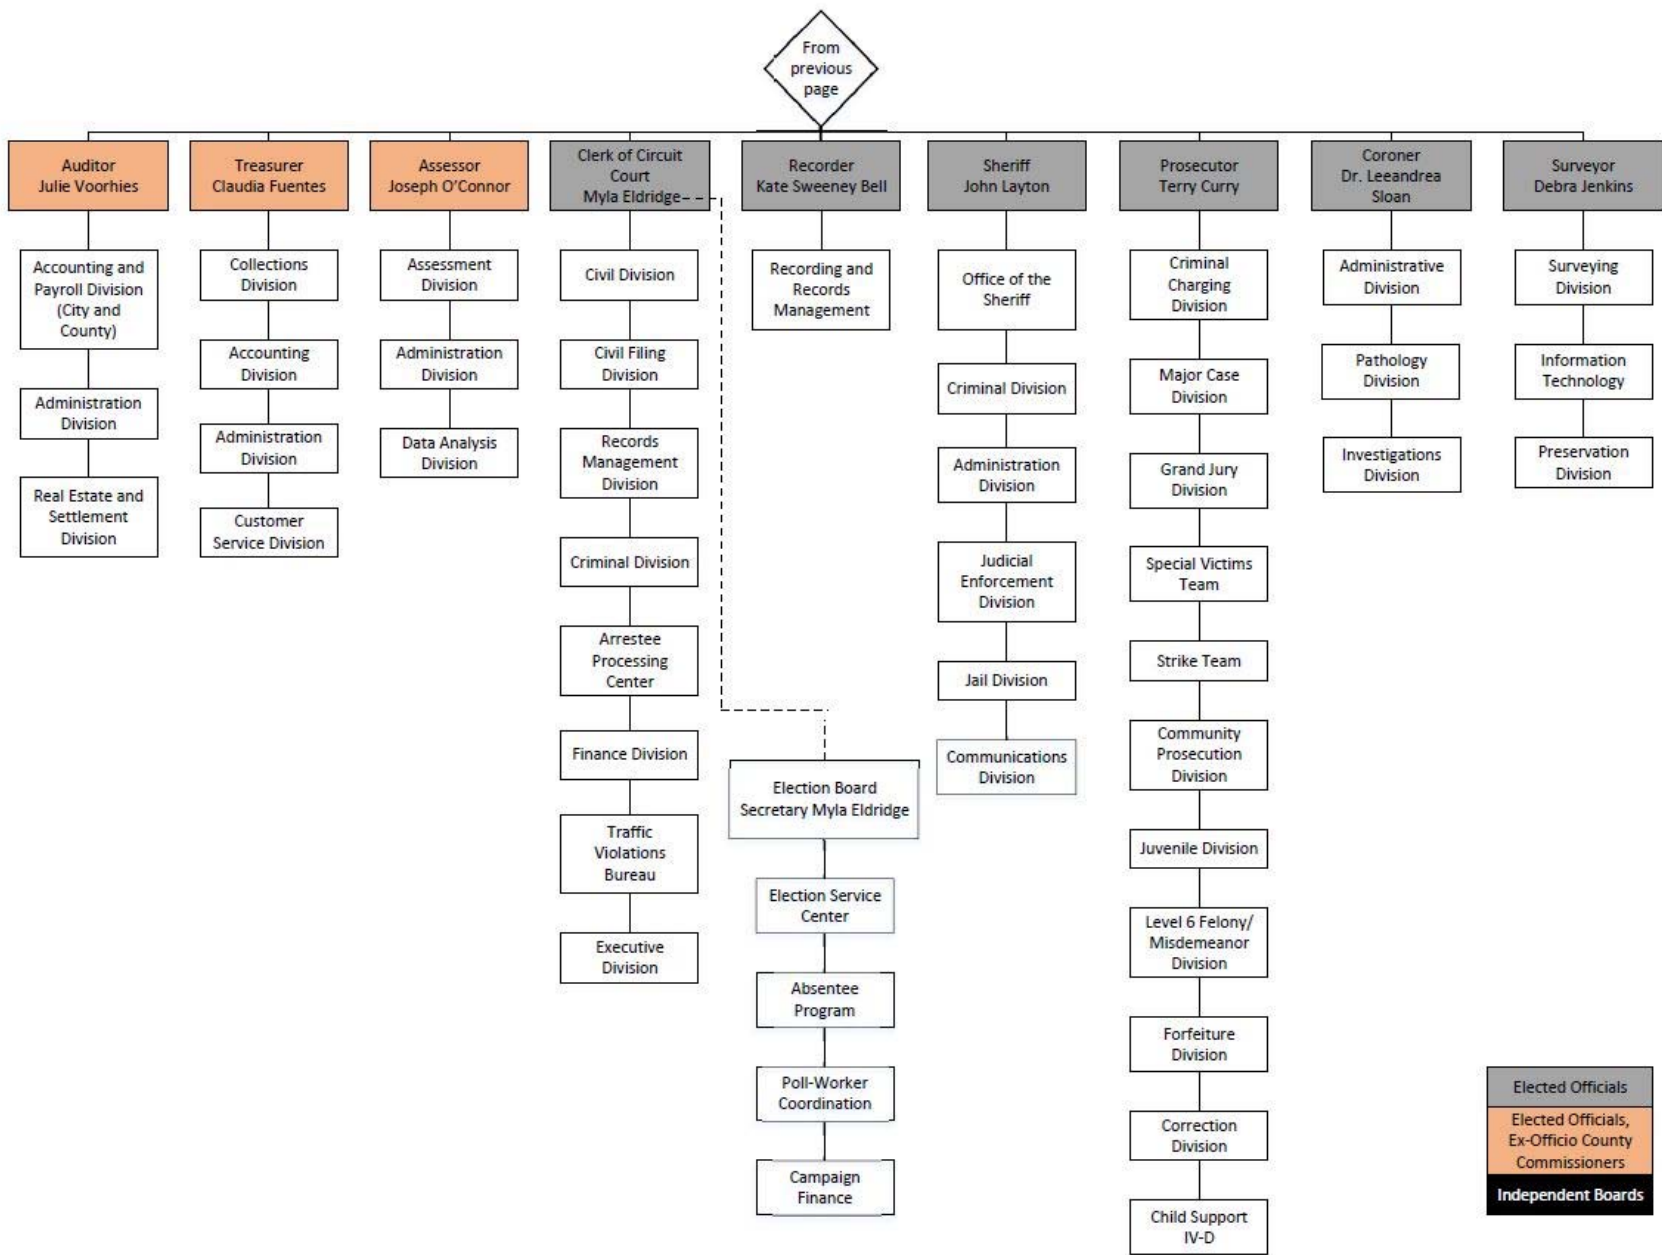 From
previous
page
Auditor
Julie Voorhies
Accounting and
Payroll Division
(City and
County)
Administration
Division
Real Estate and
Settlement
Division
Treasurer
Claudia Fuentes
Collections
Division
Accounting
Division
Administration
Division
Customer
Service Division
Assessor
Joseph O'Connor
Assessment
Division
Administration
Division
Data Analysis
Division
Clerk of Circuit
Court
Myla Eldridge
Civil Division
Civil Filing
Division
Records
Management
Division
Criminal Division
Arrestee
Processing
Center
Finance Division
Traffic
Violations
Bureau
Executive
Division
Election Board
Secretary Myla Eldridge
Election Service
Center
Absentee
Program
Poll-Worker
Coordination
Campaign
Finance
Recorder
Kate Sweeney Bell
Recording and
Records
Management
Sheriff
John Layton
Office of the
Sheriff
Criminal Division
Administration
Division
Judicial
Enforcement
Division
Jail Division
Communications
Division
Prosecutor
Terry Curry
Criminal
Charging
Division
Major Case
Division
Grand Jury
Division
Special Victims
Team
Strike Team
Community
Prosecution
Division
Juvenile Division
Level 6 Felony/
Misdemeanor
Division
Forfeiture
Division
Correction
Division
Child Support
IV-D
Coroner
Dr. Leeandrea
Sloan
Administrative
Division
Pathology
Division
Investigations
Division
Surveyor
Debra Jenkins
Surveying
Division
Information
Technology
Preservation
Division
Elected Officials
Elected Officials,
Ex-Officio County
Commissioners
Independent Boards